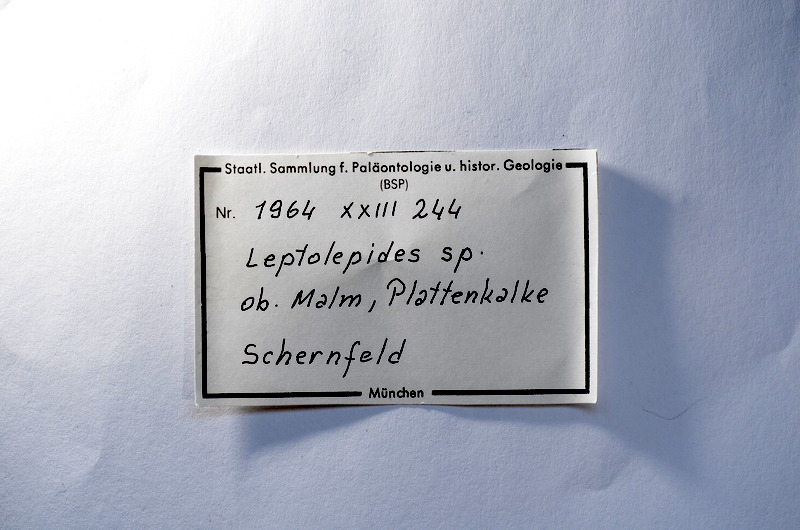 Staatl. Sammlung f. Paläontologie u. histor. Geologie
(BSP)
Nr. 1964 XXIII 244
Leptolepides sp.
ob. Malm, Plattenkalke
Schernfeld
München